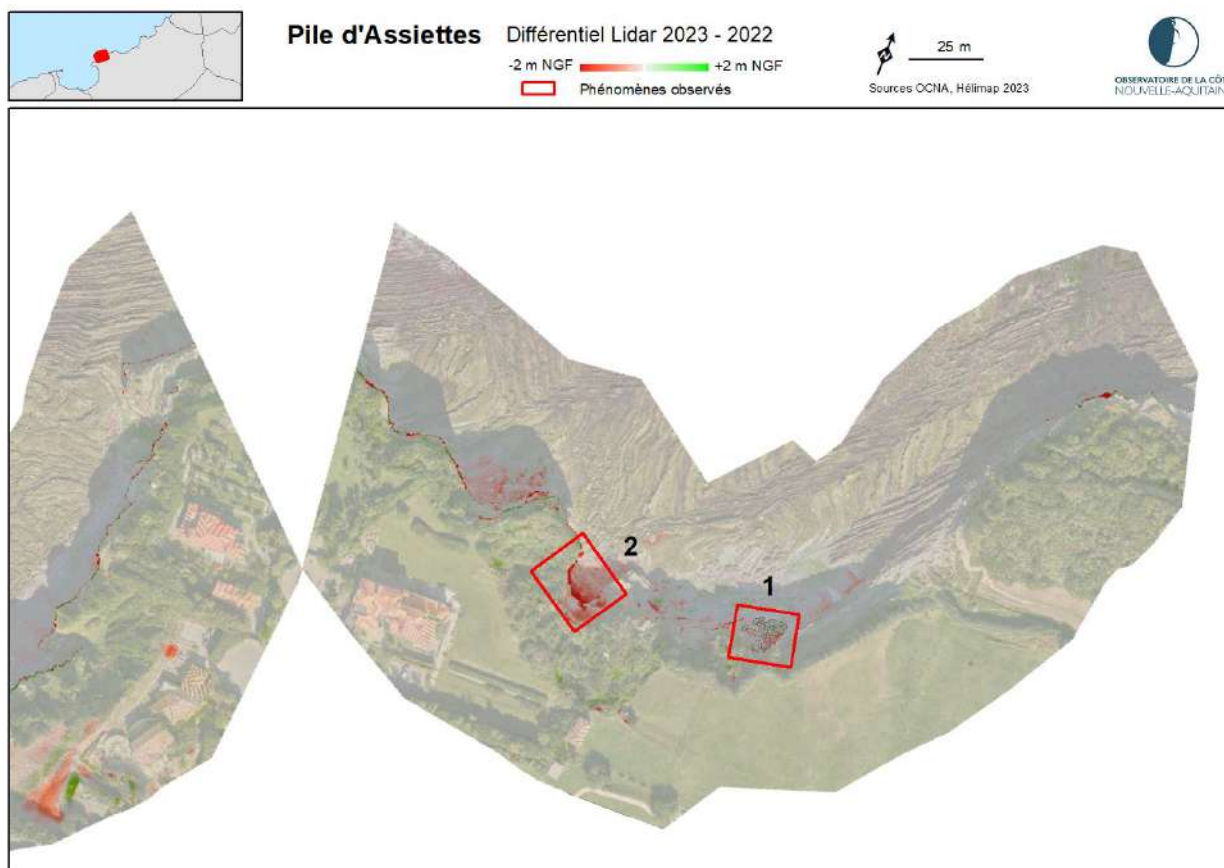 Pile d'Assiettes
Différentiel Lidar 2023 - 2022
-2 m NGF
+2 m NGF
Phénomènes observés
N
25 m
Sources OCNA, Hélimap 2023
OBSERVATOIRE DE LA CÔT
NOUVELLE-AQUITAIN
2
1